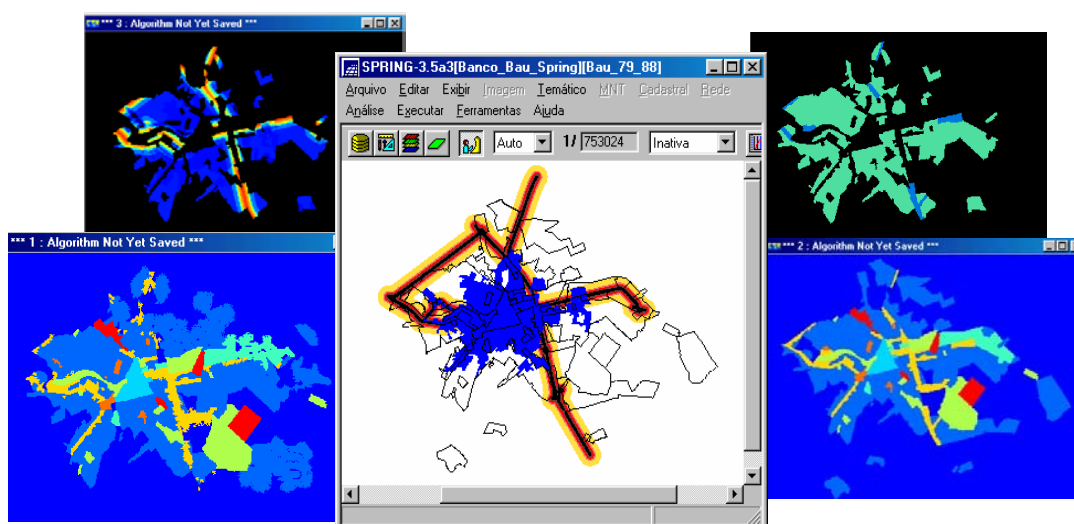 *** 3 : Algorithm Not Yet Saved ***
SPRING-3.5a3[Banco_Bau_Spring][Bau_79_88]
Arquivo Editar Exibir Imagem Temático MNT Cadastral Rede
Análise Executar Ferramentas Ajuda
Auto 1/ 753024 Inativa
*** 1 : Algorithm Not Yet Saved ***
*** 2 : Algorithm Not Yet Saved ***